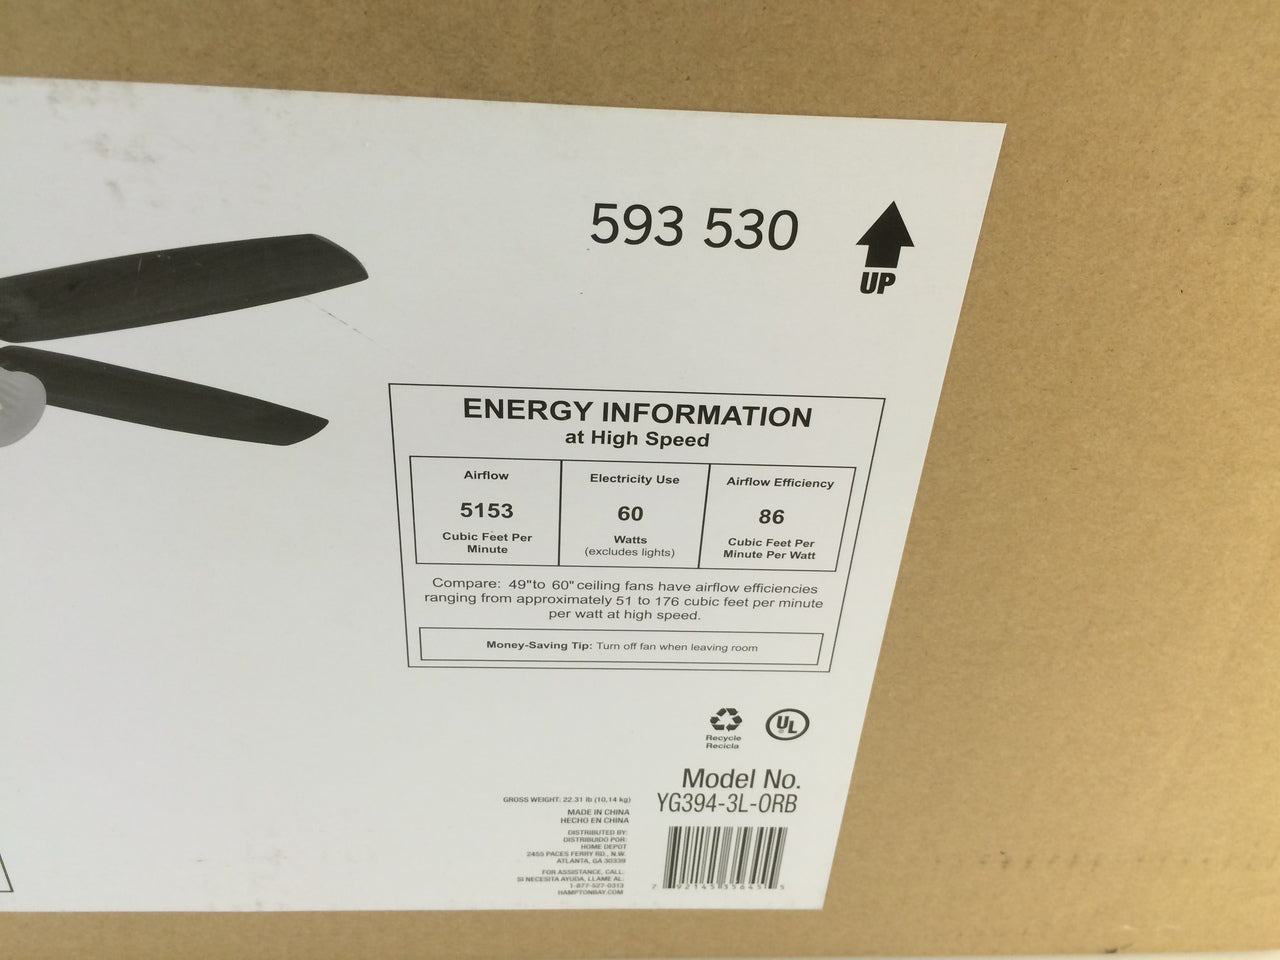 593 530
UP
ENERGY INFORMATION
at High Speed
Airflow
5153
Cubic Feet Per
Minute
Electricity Use
60
Watts
(excludes lights)
Airflow Efficiency
86
Cubic Feet Per
Minute Per Watt
Compare: 49"to 60" ceiling fans have airflow efficiencies
ranging from approximately 51 to 176 cubic feet per minute
per watt at high speed.
Money-Saving Tip: Turn off fan when leaving room
Recycle
Recicla
UL
Model No.
YG394-3L-ORB
GROSS WEIGHT: 22.31 lb (10,14 kg)
MADE IN CHINA
HECHO EN CHINA
DISTRIBUTED BY:
DISTRIBUIDO POR:
HOME DEPOT
2455 PACES FERRY RD., N.W.
ATLANTA, GA 30339
FOR ASSISTANCE, CALL:
SI NECESITA AYUDA, LLAME AL:
1-877-527-0313
HAMPTONBAY.COM